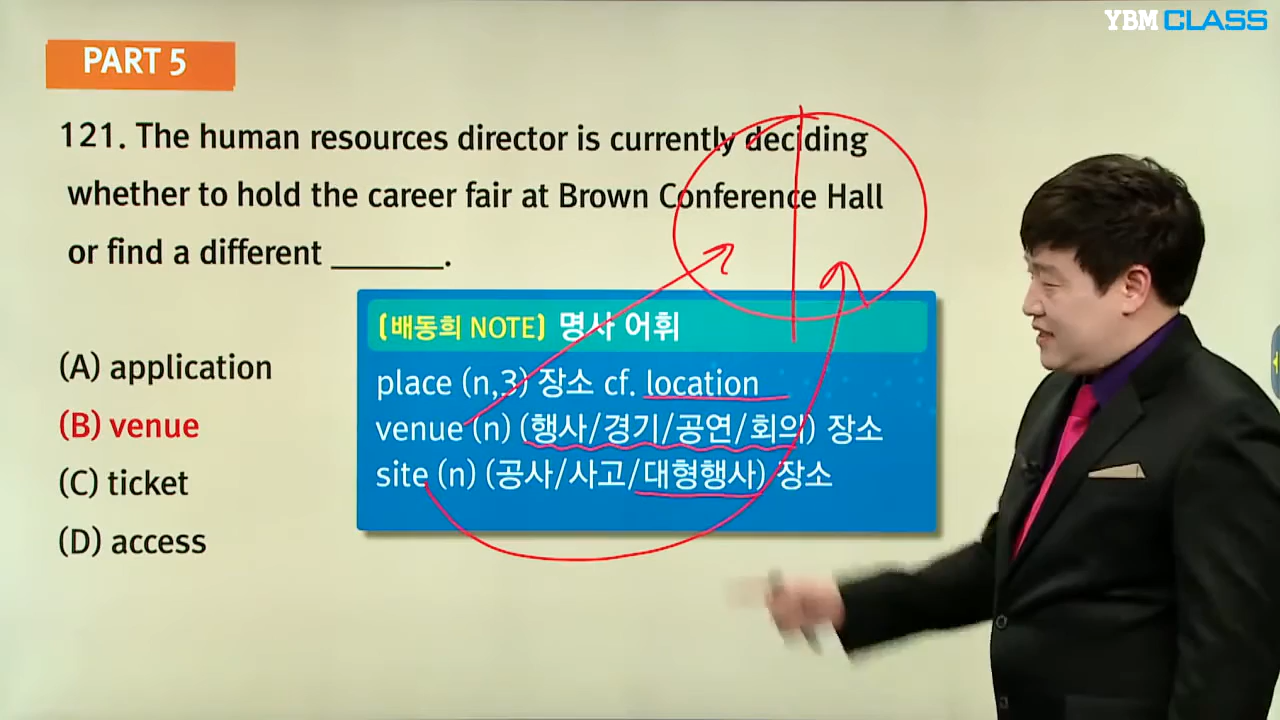 YBM CLASS
PART 5
121. The human resources director is currently deciding
whether to hold the career fair at Brown Conference Hall
or find a different ______.
(A) application
(B) venue
(C) ticket
(D) access
[배동희 NOTE] 명사 어휘
place (n,3) 장소 cf. location
venue (n) (행사/경기/공연/회의) 장소
site (n) (공사/사고/대형행사) 장소